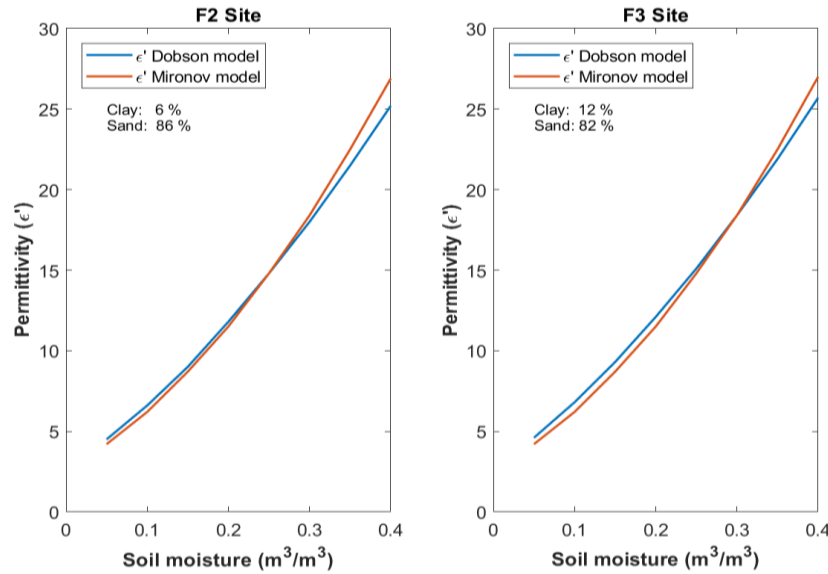 F2 Site
30
25
20
15
10
5
0
0
0.1
0.2
0.3
0.4
Permittivity (ϵ')
Soil moisture (m³/m³)
ϵ' Dobson model
ϵ' Mironov model
Clay: 6 %
Sand: 86 %
F3 Site
30
25
20
15
10
5
0
0
0.1
0.2
0.3
0.4
Permittivity (ϵ')
Soil moisture (m³/m³)
ϵ' Dobson model
ϵ' Mironov model
Clay: 12 %
Sand: 82 %